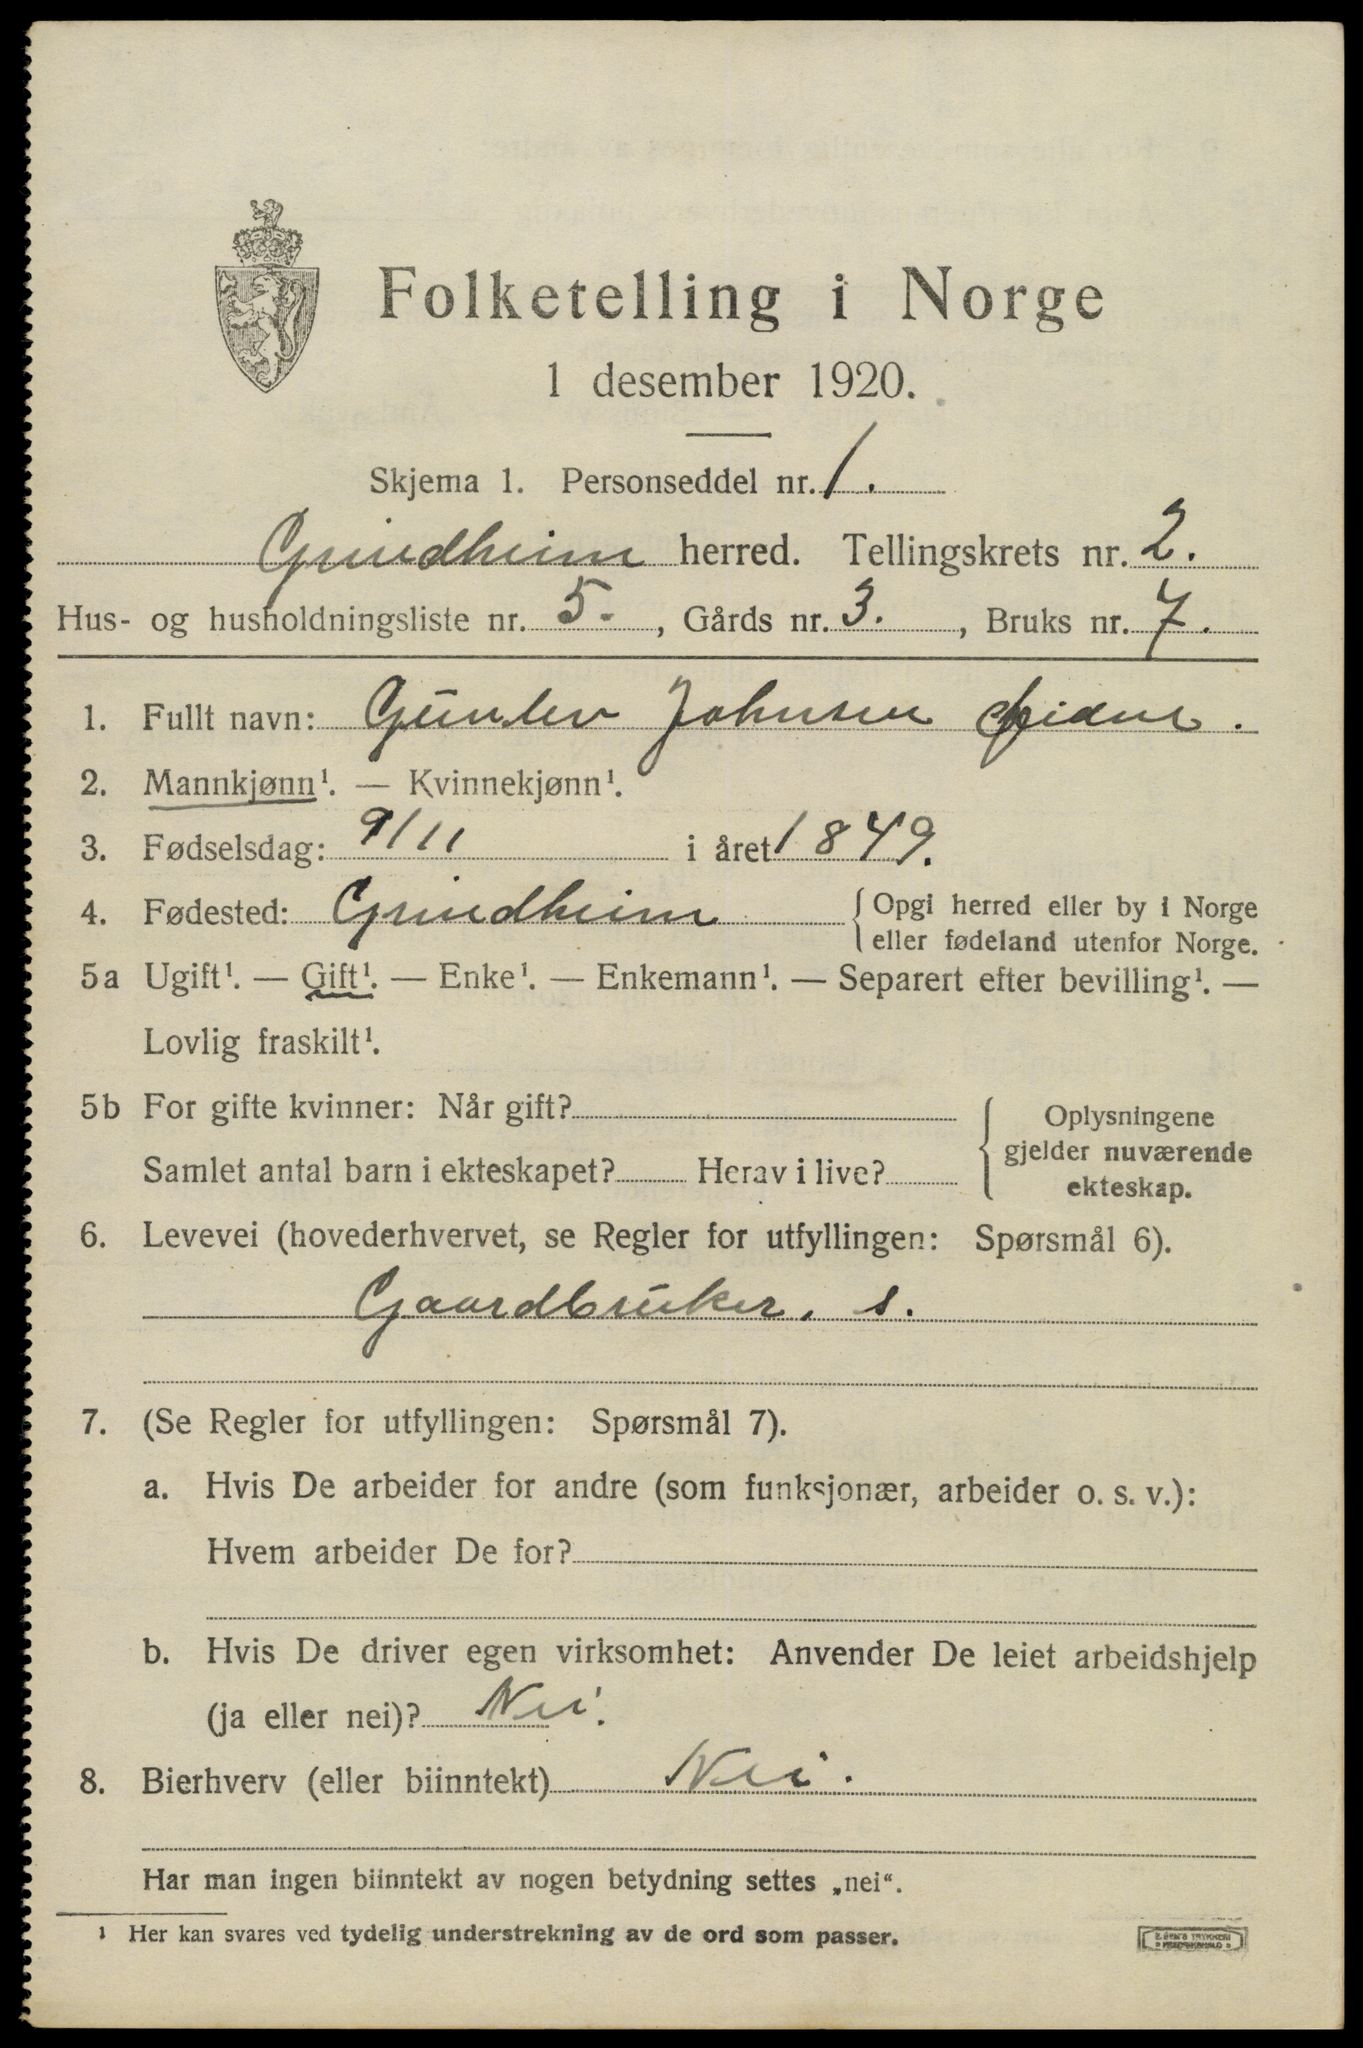 Folketelling i Norge
1 desember 1920.
Skjema 1. Personseddel nr. 1.
Grindheim herred. Tellingskrets nr. 2.
Hus- og husholdningsliste nr. 5., Gårds nr. 3., Bruks nr. 7.
1. Fullt navn: Gunlev Johnsen
2. Mannkjønn¹. — Kvinnekjønn¹.
3. Fødselsdag: 9/11 i året 1849.
4. Fødested: Grindheim { Opgi herred eller by i Norge
eller fødeland utenfor Norge.
5a Ugift¹. — Gift¹. — Enke¹. — Enkemann¹. — Separert efter bevilling¹. —
Lovlig fraskilt¹.
5b For gifte kvinner: Når gift?
Samlet antal barn i ekteskapet? Herav i live?
{ Oplysningene
gjelder nuværende
ekteskap.
6. Levevei (hovederhvervet, se Regler for utfyllingen: Spørsmål 6).
Gaardbruker, s.
7. (Se Regler for utfyllingen: Spørsmål 7).
a. Hvis De arbeider for andre (som funksjonær, arbeider o. s. v.):
Hvem arbeider De for?
b. Hvis De driver egen virksomhet: Anvender De leiet arbeidshjelp
(ja eller nei)? Nei.
8. Bierhverv (eller biinntekt) Nei.
Har man ingen biinntekt av nogen betydning settes „nei“.
¹ Her kan svares ved tydelig understrekning av de ord som passer.